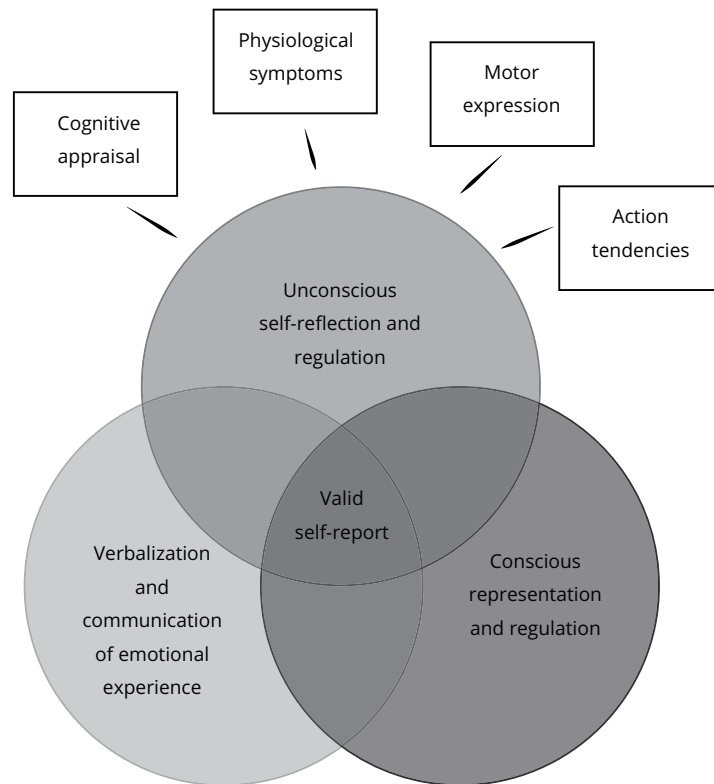 Physiological
symptoms
Motor
expression
Cognitive
appraisal
Action
tendencies
Unconscious
self-reflection and
regulation
Valid
self-report
Verbalization
and
communication
of emotional
experience
Conscious
representation
and regulation